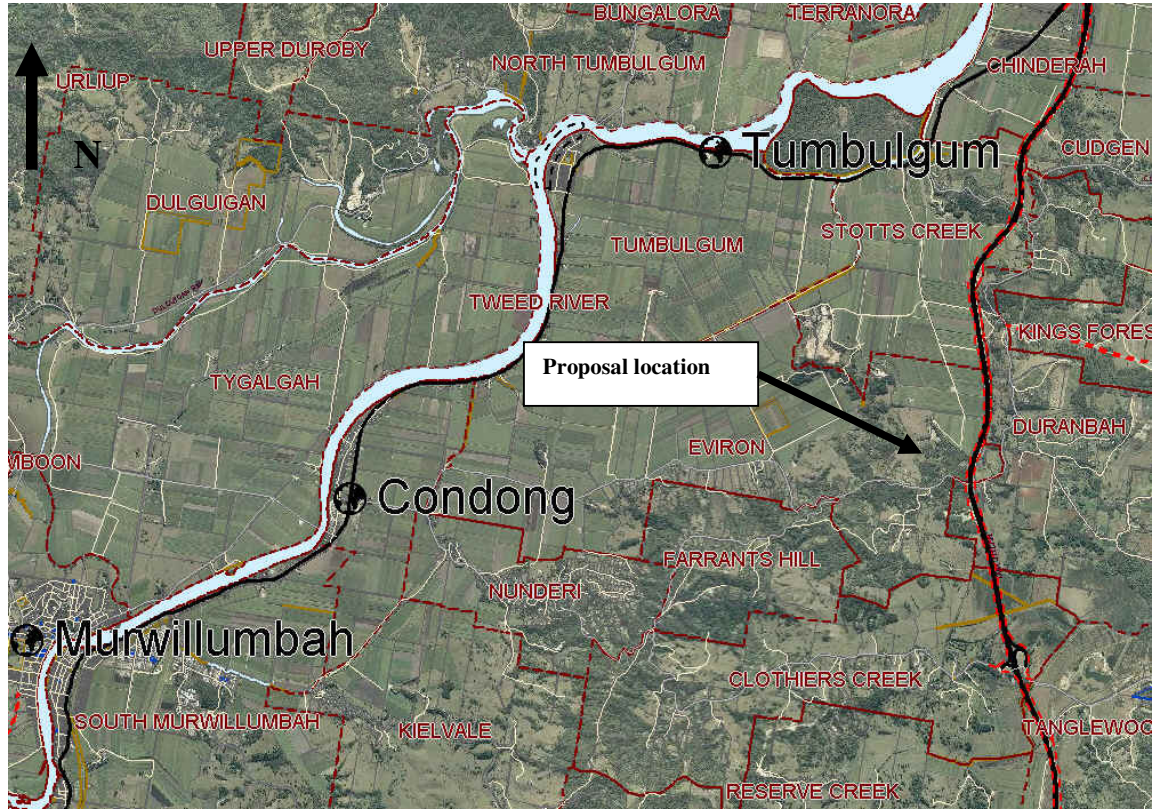 BUNGALORA
TERRANORA
UPPER DUROBY
NORTH TUMBULGUM
CHINDERAH
URLIUP
N
Tumbulgum
CUDGEN
DULGUIGAN
TUMBULGUM
STOTTS CREEK
TWEED RIVER
KINGS FORES
Proposal location
TYGALGAH
DURANBAH
EVIRON
MBOON
Condong
FARRANTS HILL
NUNDERI
Murwillumbah
CLOTHIERS CREEK
SOUTH MURWILLUMBAH
KIELVALE
TANGLEWOO
RESERVE CREEK